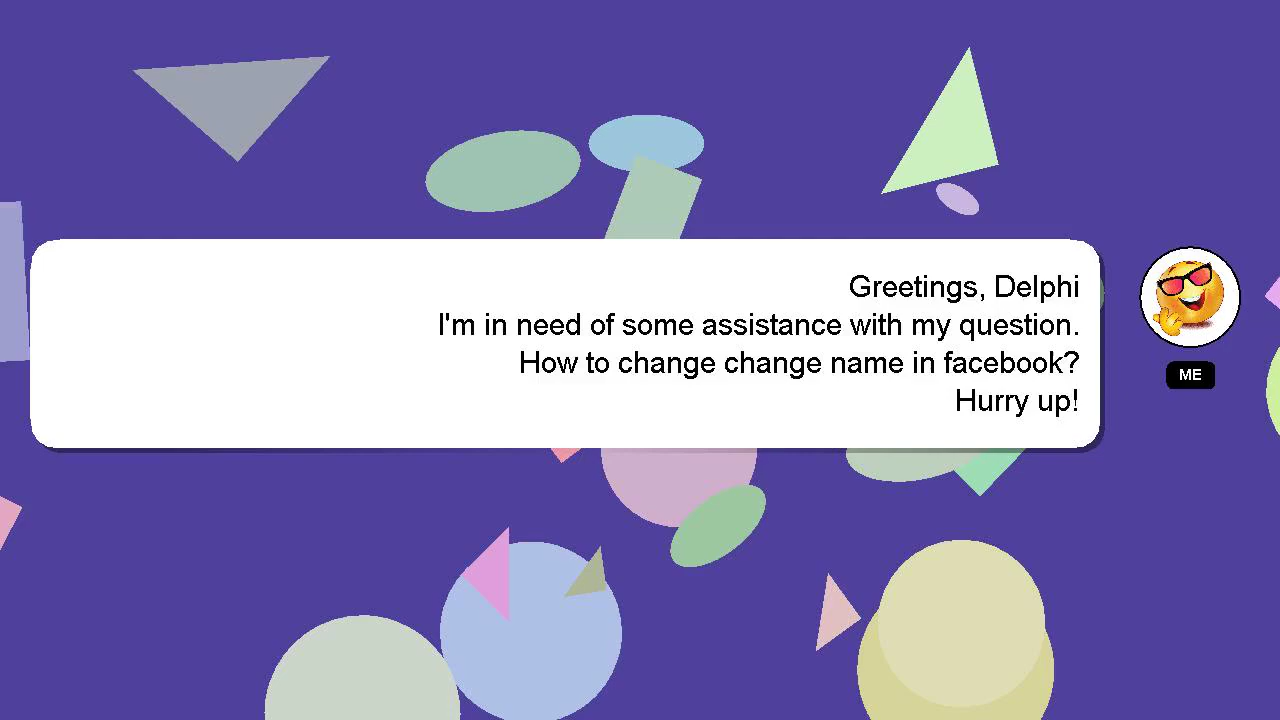 Greetings, Delphi
I'm in need of some assistance with my question.
How to change change name in facebook?
Hurry up!
ME